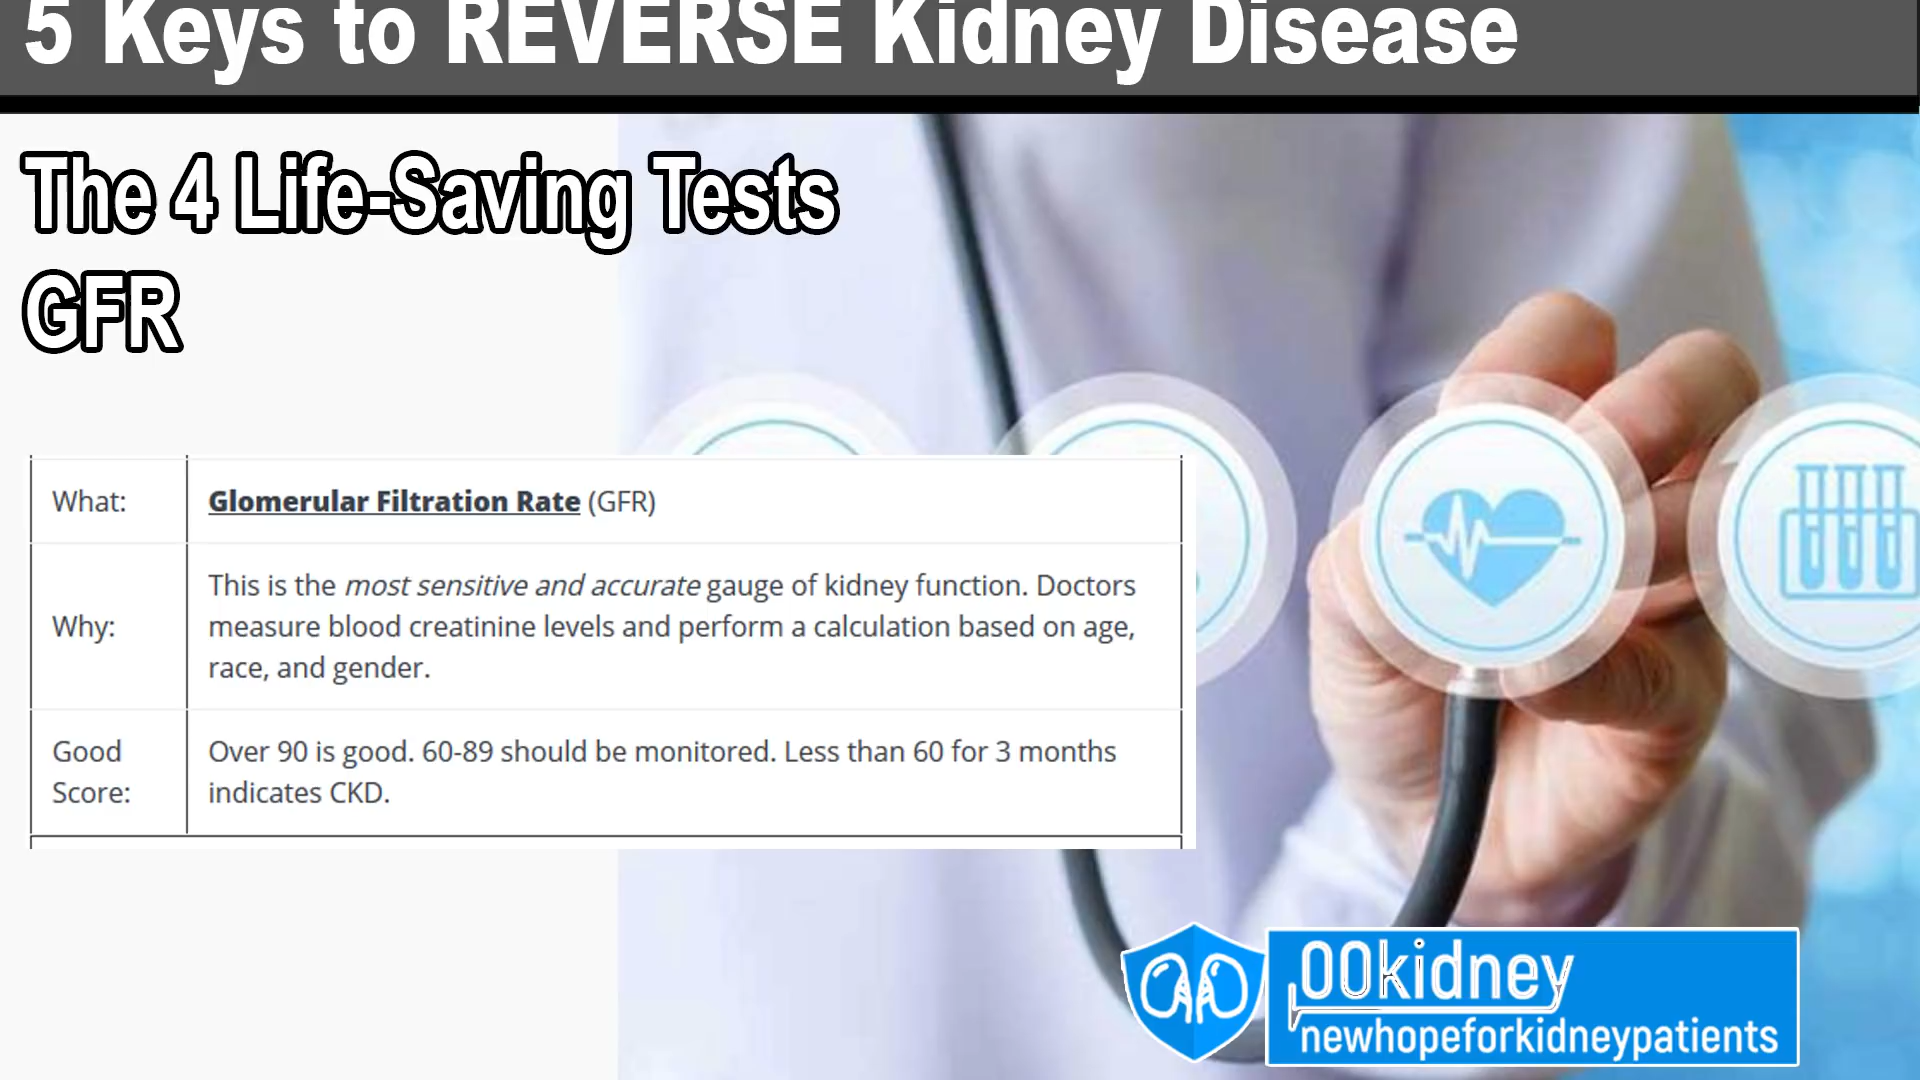 5 Keys to REVERSE Kidney Disease
The 4 Life-Saving Tests
GFR
What: Glomerular Filtration Rate (GFR)
Why: This is the most sensitive and accurate gauge of kidney function. Doctors
measure blood creatinine levels and perform a calculation based on age,
race, and gender.
Good Score: Over 90 is good. 60-89 should be monitored. Less than 60 for 3 months
indicates CKD.
00kidney
newhopeforkidneypatients